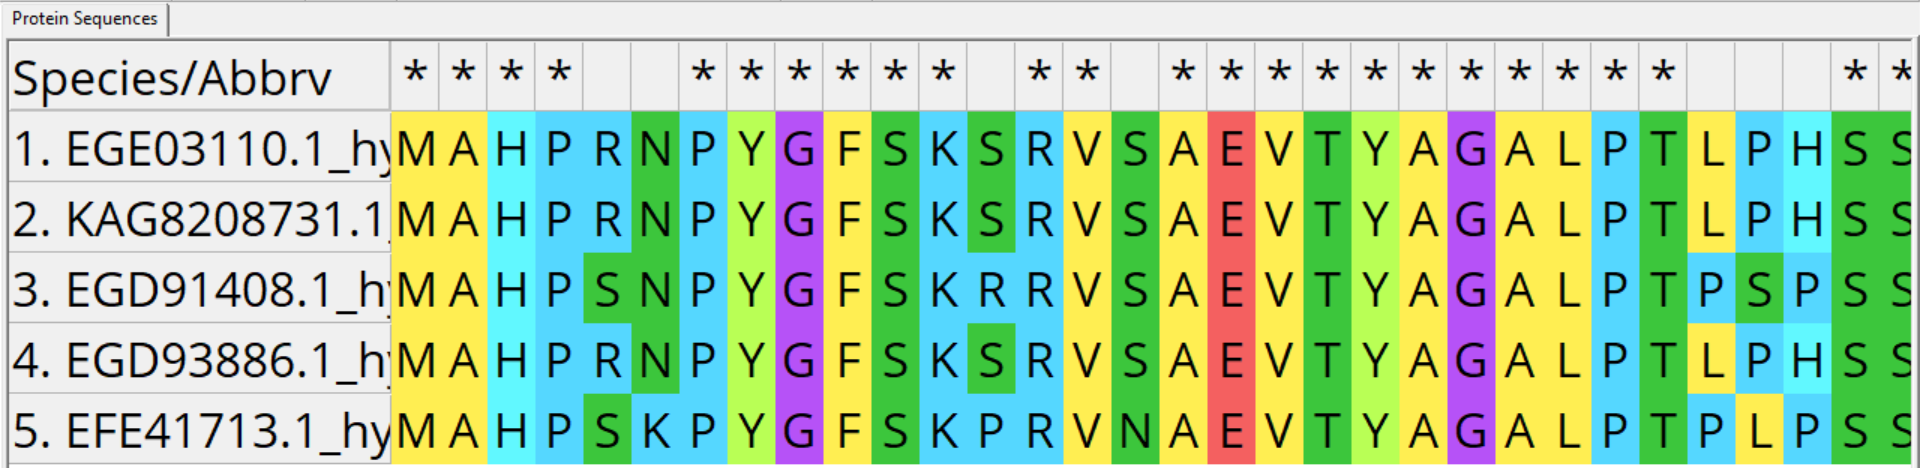 Protein Sequences
Species/Abbrv * * * * * * * * * * * * * * * * * * * * * * * * * *
1. EGE03110.1_hy M A H P R N P Y G F S K S R V S A E V T Y A G A L P T L P H S S
2. KAG8208731.1 M A H P R N P Y G F S K S R V S A E V T Y A G A L P T L P H S S
3. EGD91408.1_hy M A H P S N P Y G F S K R R V S A E V T Y A G A L P T P S P S S
4. EGD93886.1_hy M A H P R N P Y G F S K S R V S A E V T Y A G A L P T L P H S S
5. EFE41713.1_hy M A H P S K P Y G F S K P R V N A E V T Y A G A L P T P L P S S